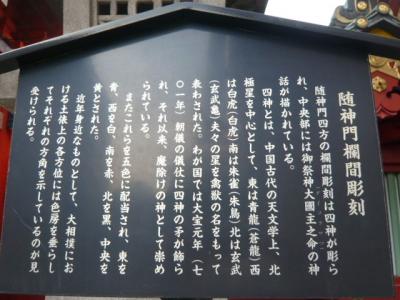 随神門欄間彫刻
随神門四方の欄間彫刻は四神が彫ら
れ、中央部には御祭神大國主之命の神
話が描かれている。
四神とは、中国古代の天文学上、北
極星を中心として、東は青龍(蒼龍)西
は白虎(白虎)南は朱雀(朱鳥)北は玄武
(玄武亀)夫々の星を禽獣の名をもって
表わされた。わが国では大宝元年(七
〇一年)朝儀の儀仗に四神の矛が飾ら
れ、それ以来、魔除けの神として崇め
られている。
またこれらを五色に配当され、東を
青、西を白、南を赤、北を黒、中央を
黄とされた。
近年身近なものとして、大相撲にお
ける土俵上の各方位には色房を垂らし
てそれぞれの方角を示しているのが見
受けられる。